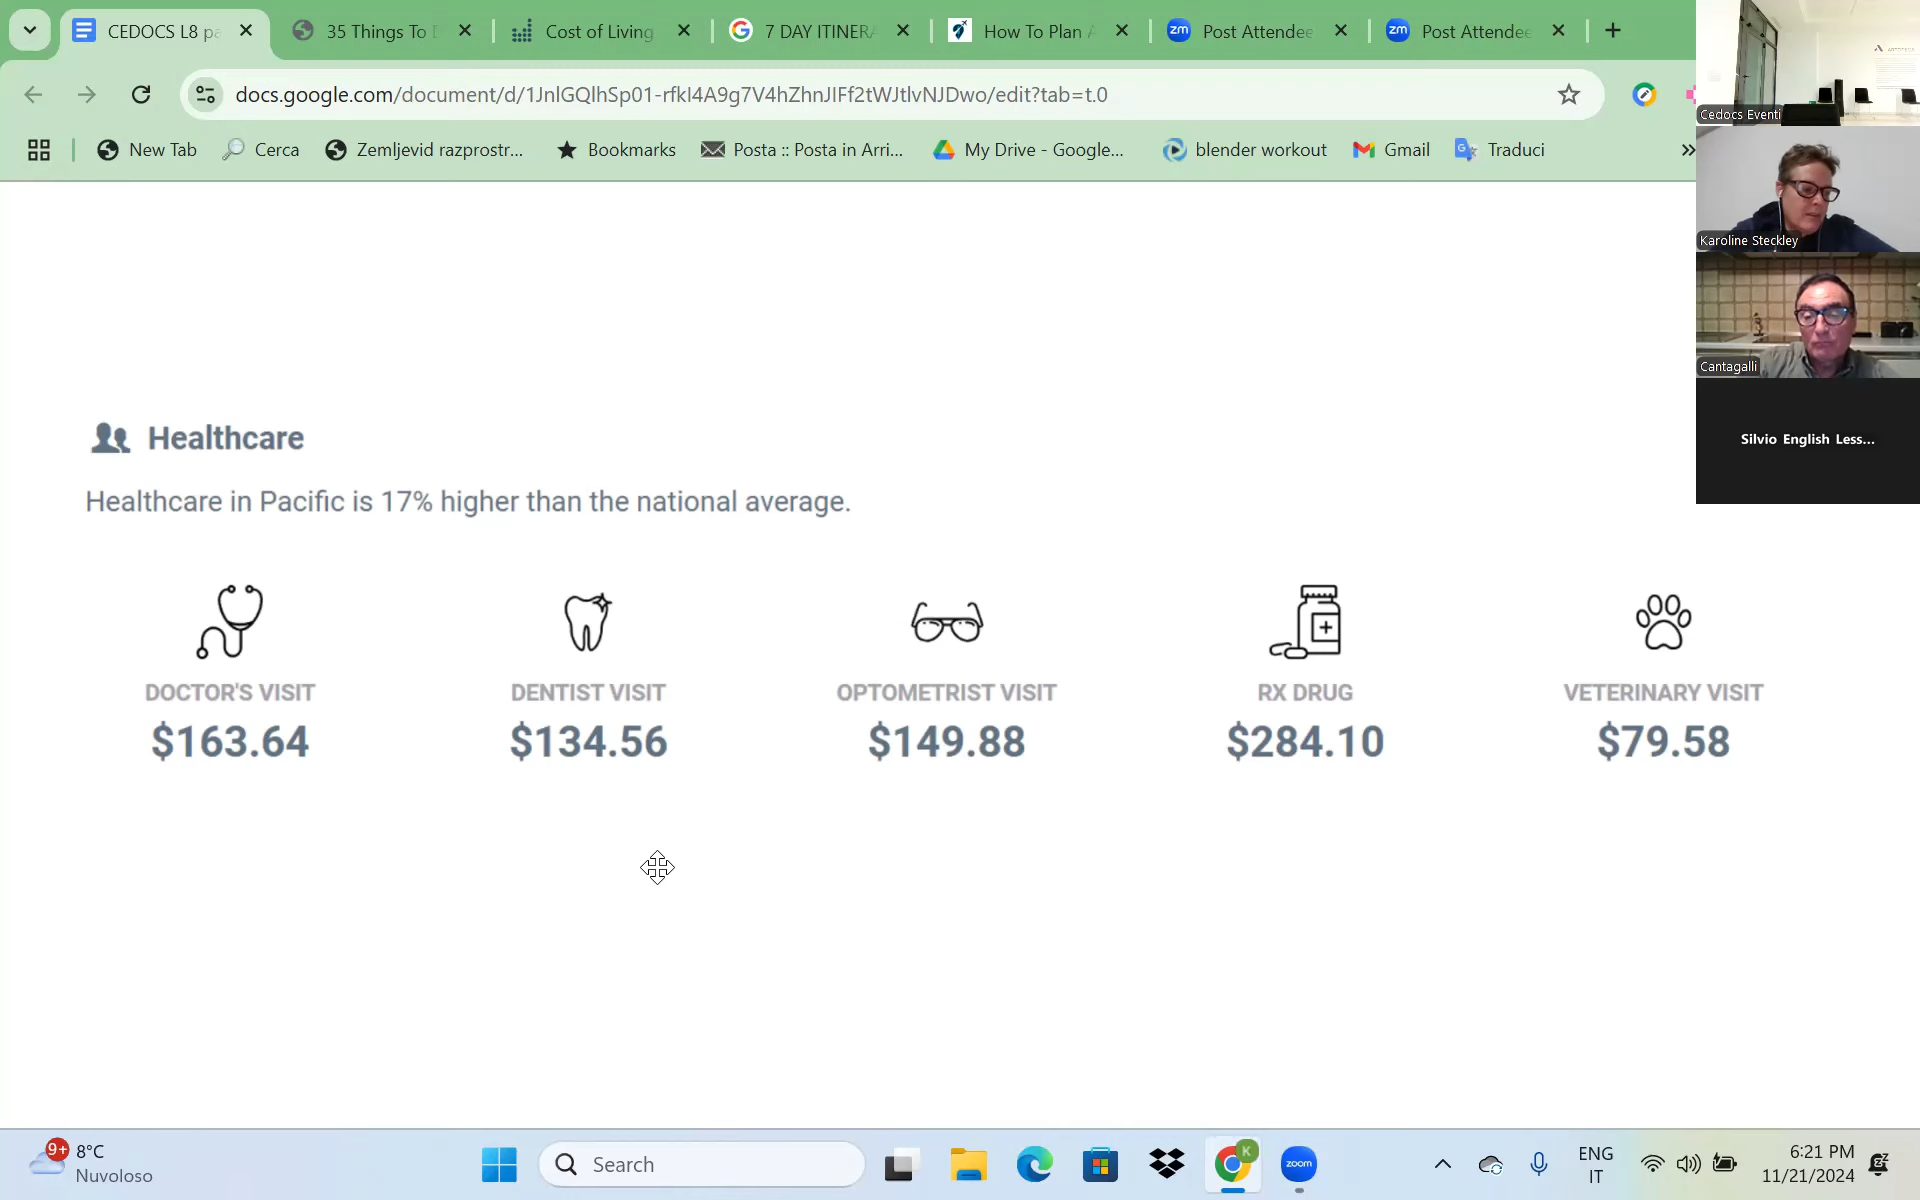 CEDOCS L8 pa
35 Things To D
Cost of Living
7 DAY ITINERA
How To Plan A
zm Post Attendee
zm Post Attendee
docs.google.com/document/d/1JnlGQlhSp01-rfkI4A9g7V4hZhnJIFf2tWJtlvNJDwo/edit?tab=t.0
New Tab
Cerca
Zemljevid razprostr...
Bookmarks
Posta :: Posta in Arri...
My Drive - Google...
blender workout
Gmail
Traduci
Cedocs Eventi
Karoline Steckley
Cantagalli
Silvio English Less...
Healthcare
Healthcare in Pacific is 17% higher than the national average.
DOCTOR'S VISIT
$163.64
DENTIST VISIT
$134.56
OPTOMETRIST VISIT
$149.88
RX DRUG
$284.10
VETERINARY VISIT
$79.58
9+
8°C
Nuvoloso
Search
K
zoom
ENG
IT
6:21 PM
11/21/2024